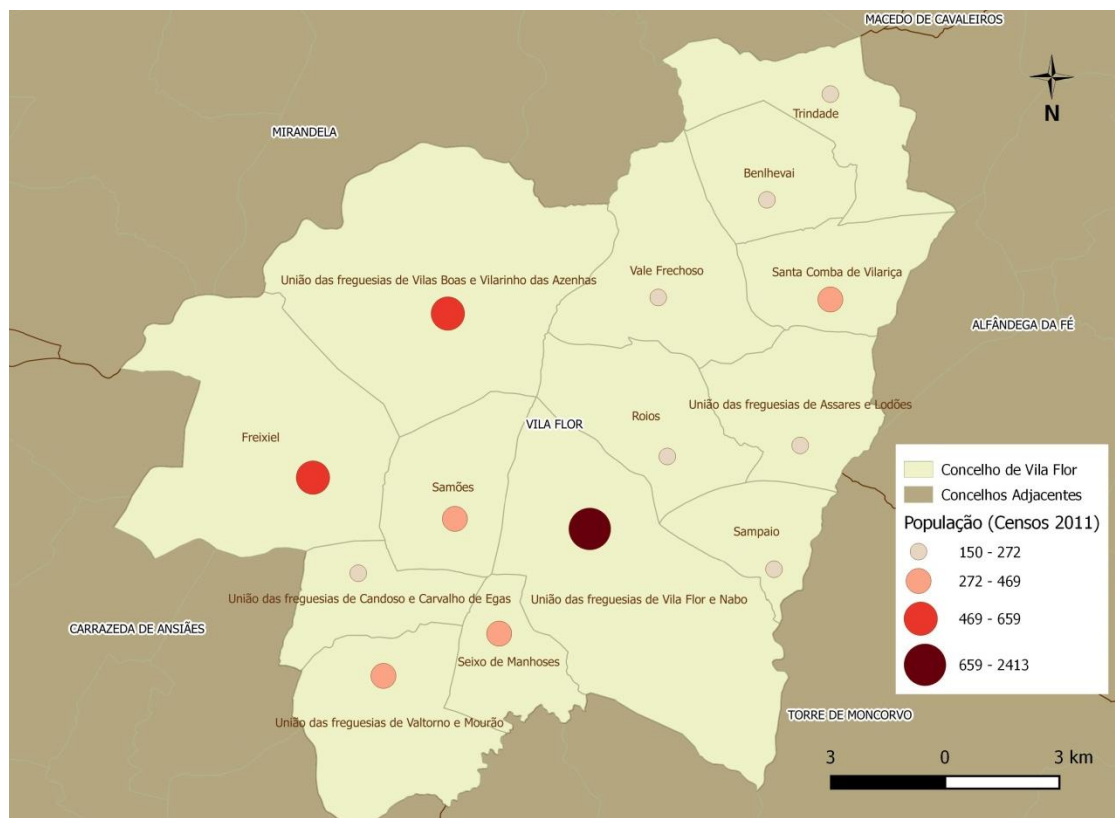 MACEDO DE CAVALEIROS
N
Trindade
MIRANDELA
Benlhevai
União das freguesias de Vilas Boas e Vilarinho das Azenhas
Vale Frechoso
Santa Comba de Vilariça
ALFÂNDEGA DA FÉ
União das freguesias de Assares e Lodões
Roios
VILA FLOR
Freixiel
Samões
Sampaio
União das freguesias de Candoso e Carvalho de Egas
União das freguesias de Vila Flor e Nabo
CARRAZEDA DE ANSIÃES
Seixo de Manhoses
União das freguesias de Valtorno e Mourão
TORRE DE MONCORVO
Concelho de Vila Flor
Concelhos Adjacentes
População (Censos 2011)
150 - 272
272 - 469
469 - 659
659 - 2413
3 0 3 km